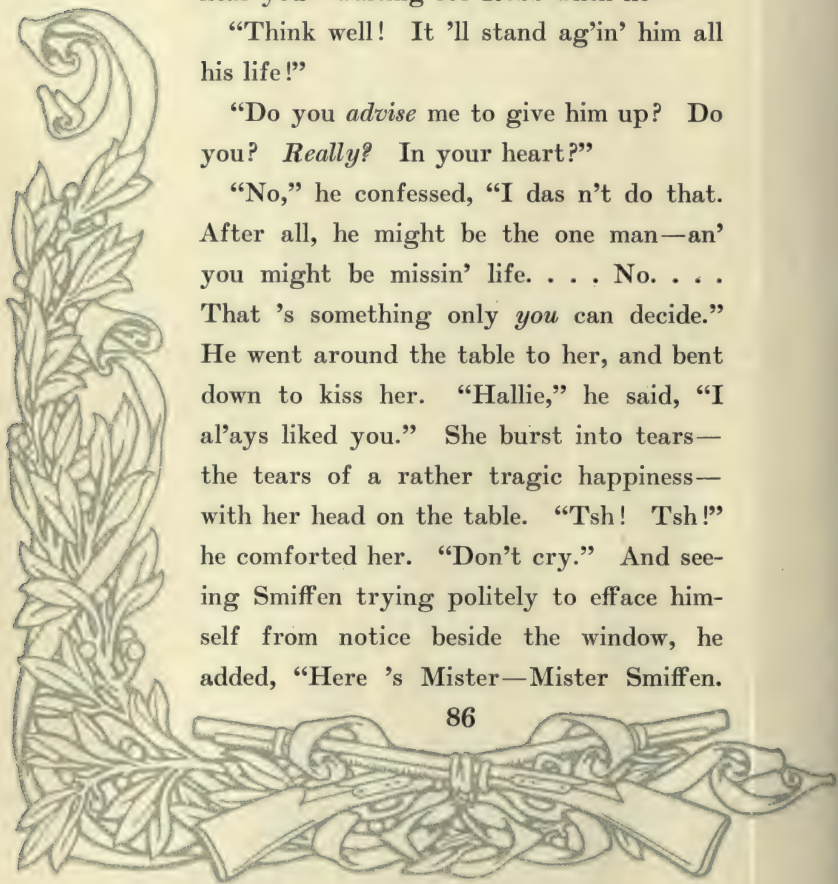 “Think well! It ’ll stand ag’in’ him all
his life!”
“Do you advise me to give him up? Do
you? Really? In your heart?”
“No,” he confessed, “I das n’t do that.
After all, he might be the one man—an’
you might be missin’ life. . . . No. . . .
That ’s something only you can decide.”
He went around the table to her, and bent
down to kiss her. “Hallie,” he said, “I
al’ays liked you.” She burst into tears—
the tears of a rather tragic happiness—
with her head on the table. “Tsh! Tsh!”
he comforted her. “Don’t cry.” And see-
ing Smiffen trying politely to efface him-
self from notice beside the window, he
added, “Here ’s Mister—Mister Smiffen.
86